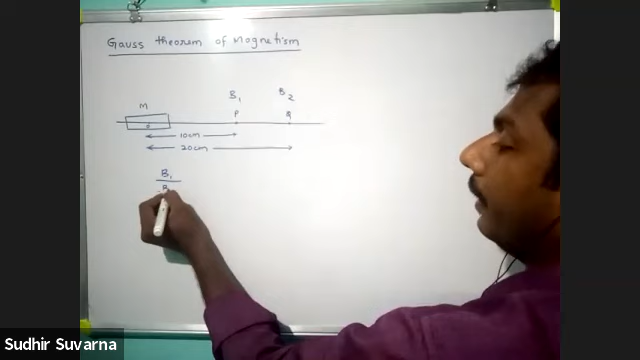 Gauss theorem of magnetism
M
B1 B2
P Q
10cm
20cm
B1
B
Sudhir Suvarna